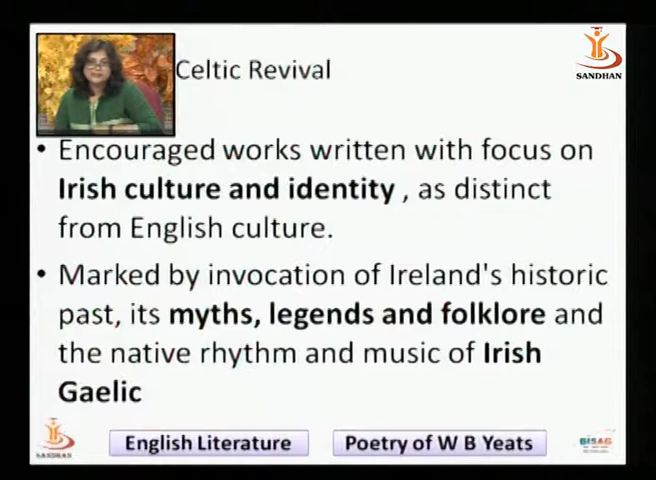 Celtic Revival
SANDHAN
• Encouraged works written with focus on
Irish culture and identity , as distinct
from English culture.
• Marked by invocation of Ireland's historic
past, its myths, legends and folklore and
the native rhythm and music of Irish
Gaelic
SANDHAN
English Literature
Poetry of W B Yeats
BISAG